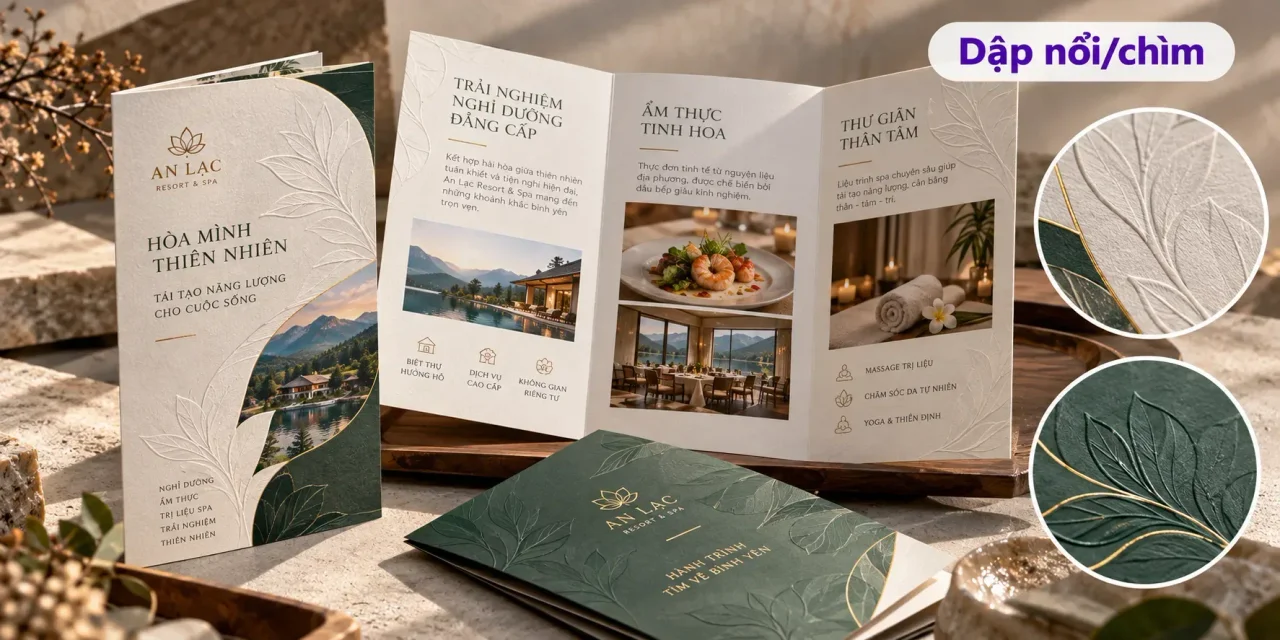 Dập nổi/chìm
AN LẠC
RESORT & SPA
HÒA MÌNH
THIÊN NHIÊN
TÁI TẠO NĂNG LƯỢNG
CHO CUỘC SỐNG
NGHỈ DƯỠNG
ẨM THỰC
TRỊ LIỆU SPA
TRẢI NGHIỆM
THIÊN NHIÊN
TRẢI NGHIỆM
NGHỈ DƯỠNG
ĐẲNG CẤP
Kết hợp hài hòa giữa thiên nhiên
tuần khiết và tiện nghi hiện đại,
An Lạc Resort & Spa mang đến
những khoảnh khắc bình yên
trọn vẹn.
BIỆT THỰ
HƯỚNG HỒ
DỊCH VỤ
CAO CẤP
KHÔNG GIAN
RIÊNG TƯ
ẨM THỰC
TINH HOA
Thực đơn tinh tế từ nguyên liệu
địa phương, được chế biến bởi
đầu bếp giàu kinh nghiệm.
THƯ GIÃN
THÂN TÂM
Liệu trình spa chuyên sâu giúp
tái tạo năng lượng, cân bằng
thân - tâm - trí.
MASSAGE TRỊ LIỆU
CHĂM SÓC DA TỰ NHIÊN
YOGA & THIỀN ĐỊNH
AN LẠC
RESORT & SPA
HÀNH TRÌNH
TÌM VỀ BÌNH YÊN